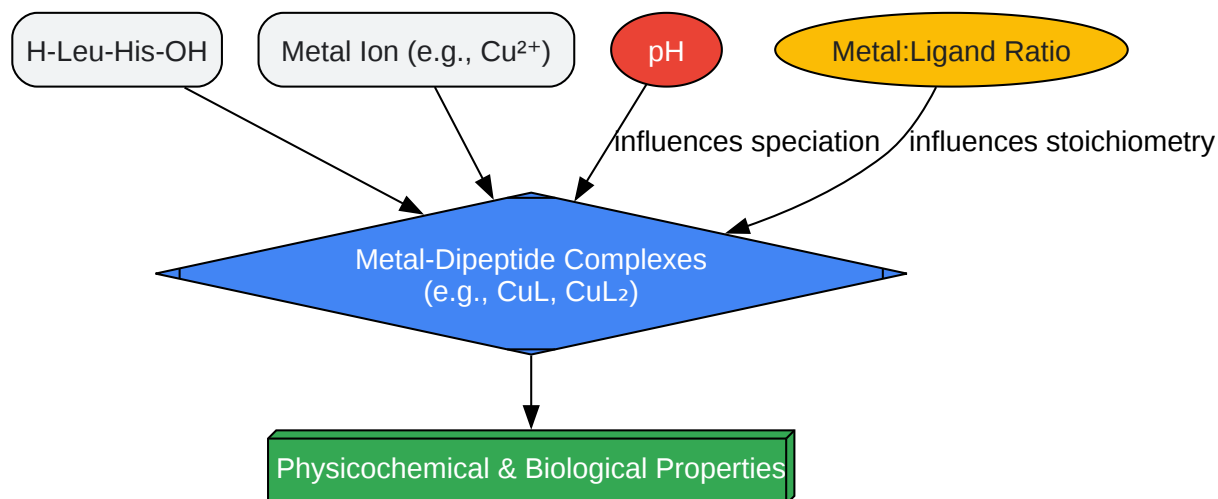 H-Leu-His-OH
Metal Ion (e.g., Cu²⁺)
pH
Metal:Ligand Ratio
influences speciation
influences stoichiometry
Metal-Dipeptide Complexes
(e.g., CuL, CuL₂)
Physicochemical & Biological Properties